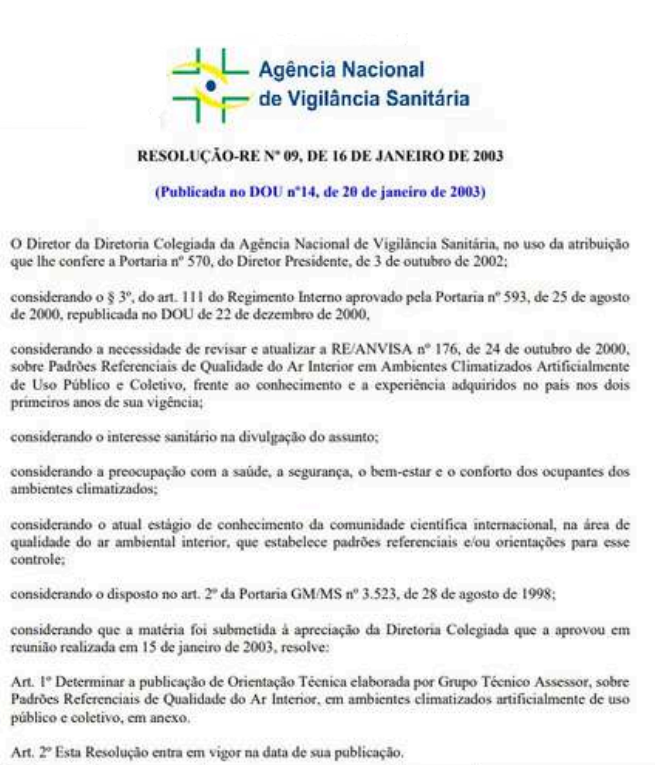 Agência Nacional
de Vigilância Sanitária
RESOLUÇÃO-RE Nº 09, DE 16 DE JANEIRO DE 2003
(Publicada no DOU nº14, de 20 de janeiro de 2003)
O Diretor da Diretoria Colegiada da Agência Nacional de Vigilância Sanitária, no uso da atribuição
que lhe confere a Portaria nº 570, do Diretor Presidente, de 3 de outubro de 2002;
considerando o § 3º, do art. 111 do Regimento Interno aprovado pela Portaria nº 593, de 25 de agosto
de 2000, republicada no DOU de 22 de dezembro de 2000,
considerando a necessidade de revisar e atualizar a RE/ANVISA nº 176, de 24 de outubro de 2000,
sobre Padrões Referenciais de Qualidade do Ar Interior em Ambientes Climatizados Artificialmente
de Uso Público e Coletivo, frente ao conhecimento e a experiência adquiridos no país nos dois
primeiros anos de sua vigência;
considerando o interesse sanitário na divulgação do assunto;
considerando a preocupação com a saúde, a segurança, o bem-estar e o conforto dos ocupantes dos
ambientes climatizados;
considerando o atual estágio de conhecimento da comunidade científica internacional, na área de
qualidade do ar ambiental interior, que estabelece padrões referenciais e/ou orientações para esse
controle;
considerando o disposto no art. 2º da Portaria GM/MS nº 3.523, de 28 de agosto de 1998;
considerando que a matéria foi submetida à apreciação da Diretoria Colegiada que a aprovou em
reunião realizada em 15 de janeiro de 2003, resolve:
Art. 1º Determinar a publicação de Orientação Técnica elaborada por Grupo Técnico Assessor, sobre
Padrões Referenciais de Qualidade do Ar Interior, em ambientes climatizados artificialmente de uso
público e coletivo, em anexo.
Art. 2º Esta Resolução entra em vigor na data de sua publicação.